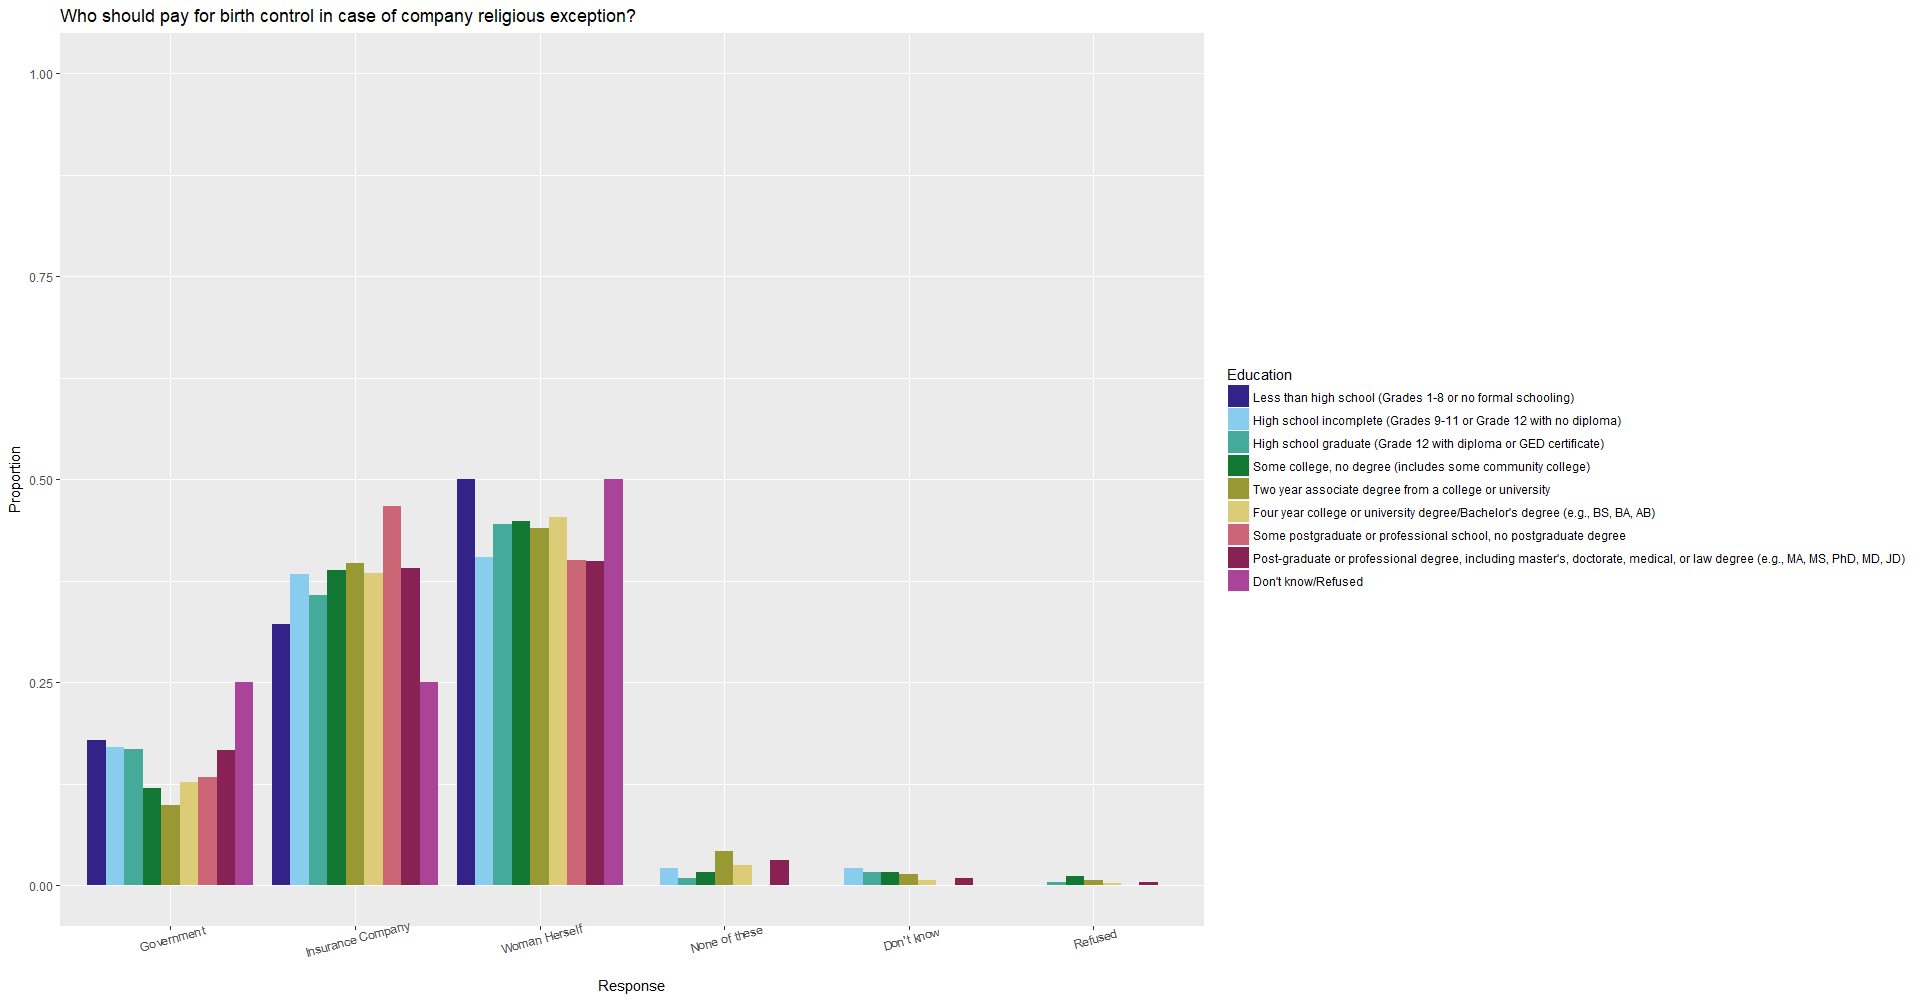 Who should pay for birth control in case of company religious exception?
1.00
0.75
0.50
0.25
0.00
Proportion
Government
Insurance Company
Woman Herself
None of these
Don't know
Refused
Response
Education
Less than high school (Grades 1-8 or no formal schooling)
High school incomplete (Grades 9-11 or Grade 12 with no diploma)
High school graduate (Grade 12 with diploma or GED certificate)
Some college, no degree (includes some community college)
Two year associate degree from a college or university
Four year college or university degree/Bachelor's degree (e.g., BS, BA, AB)
Some postgraduate or professional school, no postgraduate degree
Post-graduate or professional degree, including master's, doctorate, medical, or law degree (e.g., MA, MS, PhD, MD, JD)
Don't know/Refused